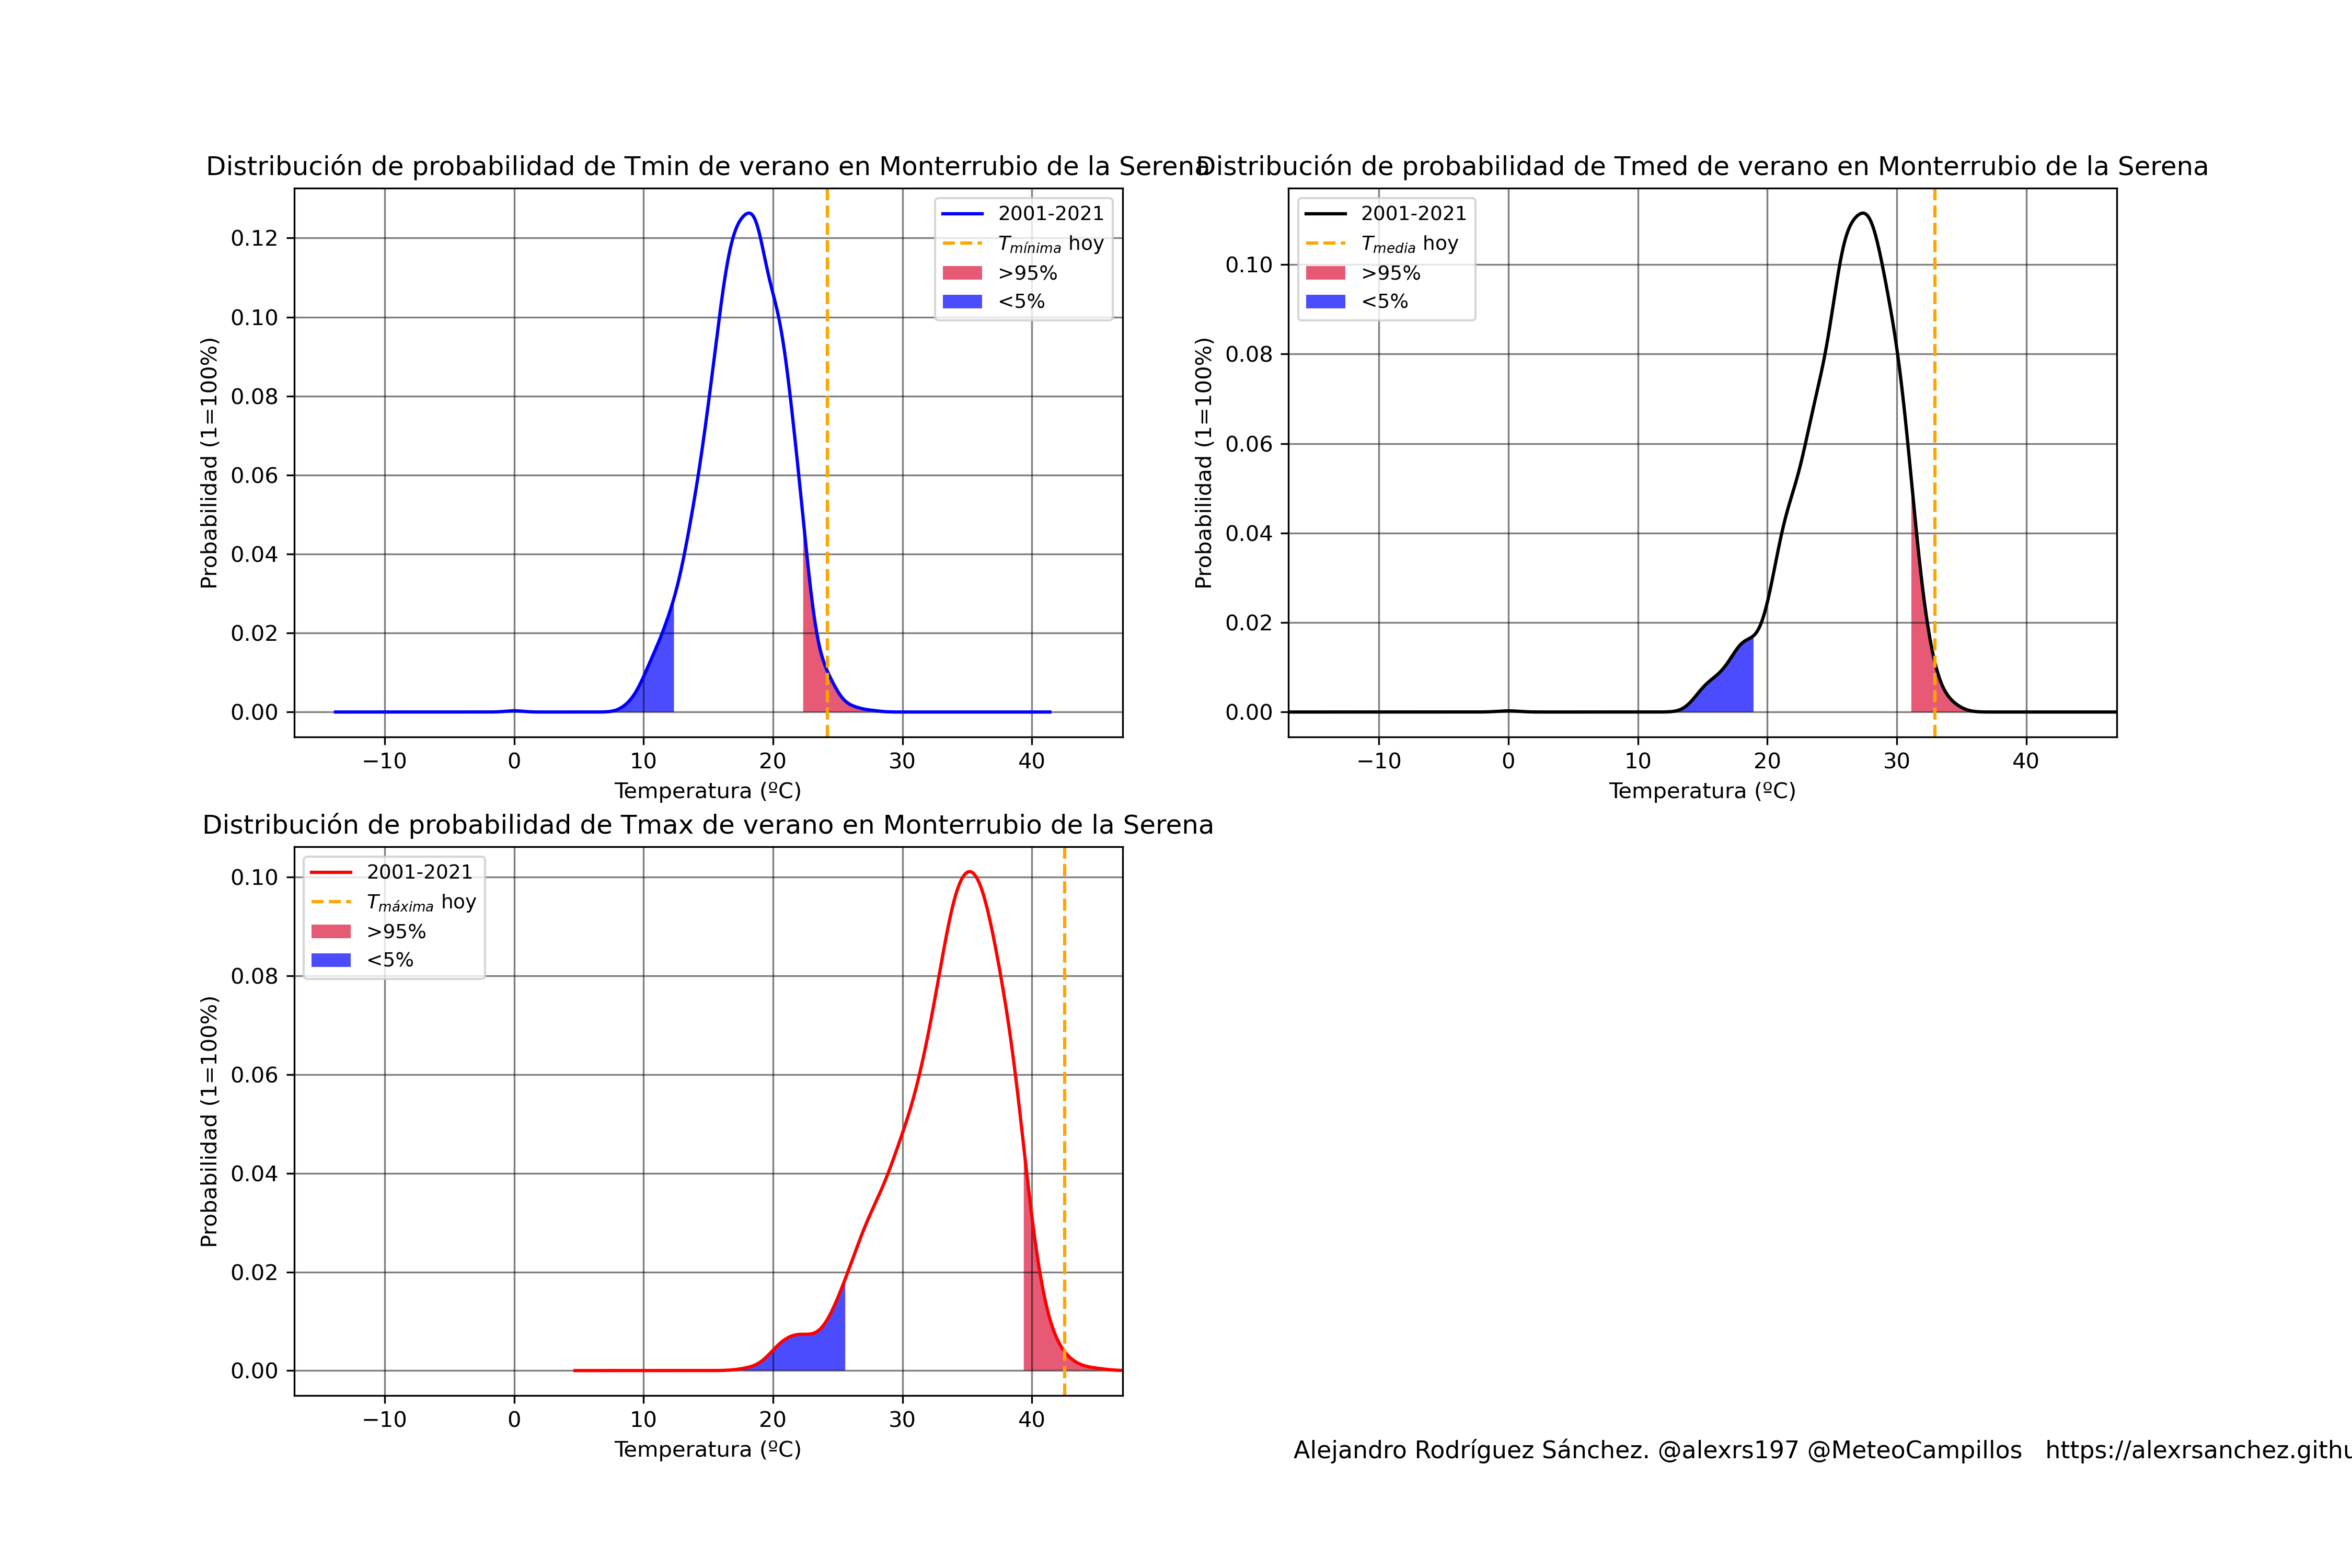 Distribución de probabilidad de Tmin de verano en Monterrubio de la Serena
0.12
0.10
0.08
0.06
0.04
0.02
0.00
Probabilidad (1=100%)
2001-2021
Tmínima hoy
>95%
<5%
−10 0 10 20 30 40
Temperatura (ºC)
Distribución de probabilidad de Tmed de verano en Monterrubio de la Serena
0.10
0.08
0.06
0.04
0.02
0.00
Probabilidad (1=100%)
2001-2021
Tmedia hoy
>95%
<5%
−10 0 10 20 30 40
Temperatura (ºC)
Distribución de probabilidad de Tmax de verano en Monterrubio de la Serena
0.10
0.08
0.06
0.04
0.02
0.00
Probabilidad (1=100%)
2001-2021
Tmáxima hoy
>95%
<5%
−10 0 10 20 30 40
Temperatura (ºC)
Alejandro Rodríguez Sánchez. @alexrs197 @MeteoCampillos https://alexrsanchez.githu